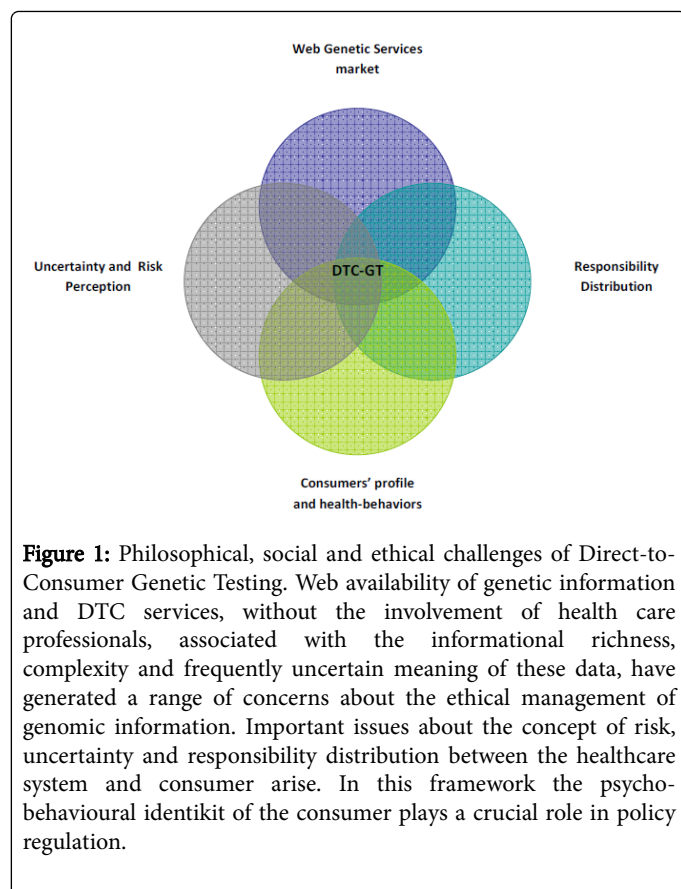 Web Genetic Services
market
Uncertainty and Risk
Perception
DTC-GT
Responsibility
Distribution
Consumers' profile
and health-behaviors
Figure 1: Philosophical, social and ethical challenges of Direct-to-
Consumer Genetic Testing. Web availability of genetic information
and DTC services, without the involvement of health care
professionals, associated with the informational richness,
complexity and frequently uncertain meaning of these data, have
generated a range of concerns about the ethical management of
genomic information. Important issues about the concept of risk,
uncertainty and responsibility distribution between the healthcare
system and consumer arise. In this framework the psycho-
behavioural identikit of the consumer plays a crucial role in policy
regulation.